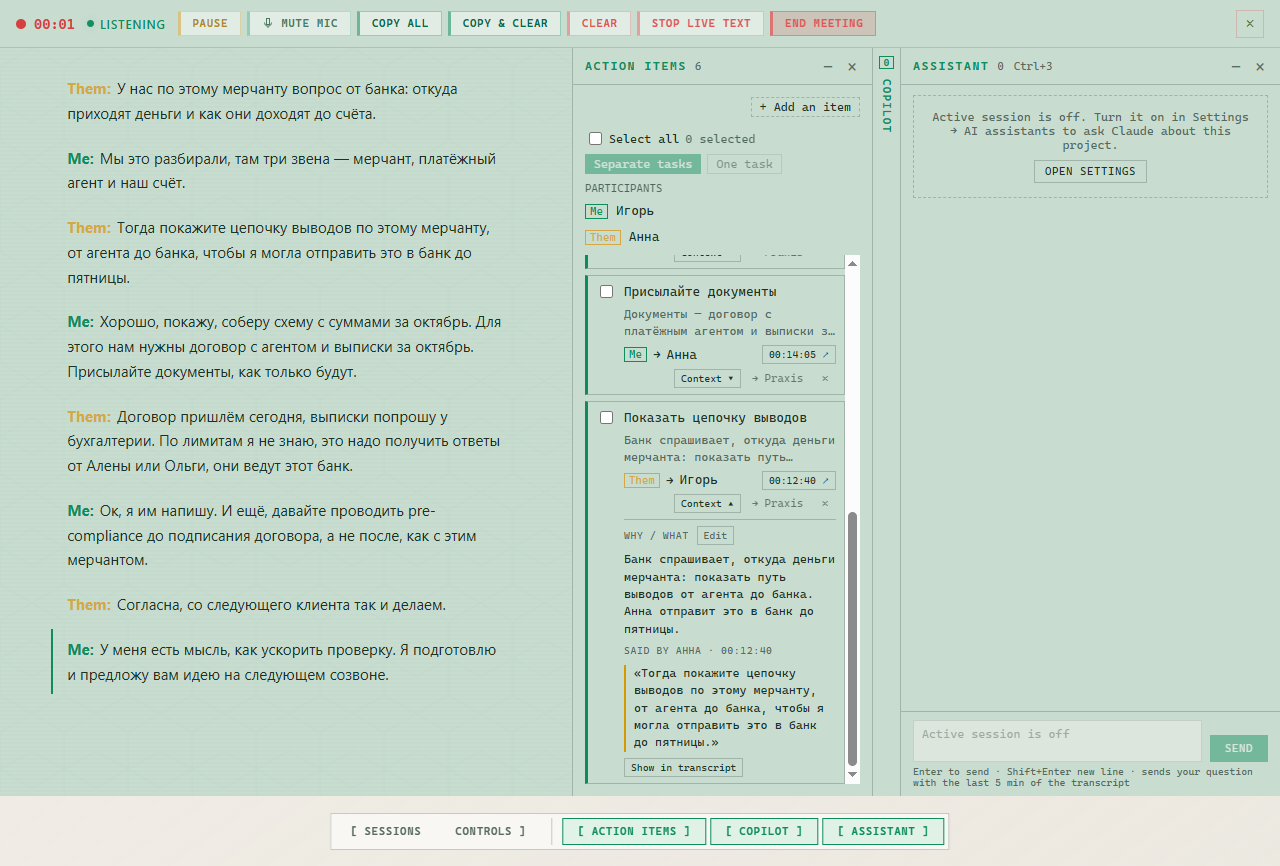 00:01 LISTENING PAUSE MUTE MIC COPY ALL COPY & CLEAR CLEAR STOP LIVE TEXT END MEETING ×
Them: У нас по этому мерчанту вопрос от банка: откуда
приходят деньги и как они доходят до счёта.
Me: Мы это разбирали, там три звена — мерчант, платёжный
агент и наш счёт.
Them: Тогда покажите цепочку выводов по этому мерчанту,
от агента до банка, чтобы я могла отправить это в банк до
пятницы.
Me: Хорошо, покажу, соберу схему с суммами за октябрь. Для
этого нам нужны договор с агентом и выписки за октябрь.
Присылайте документы, как только будут.
Them: Договор пришлём сегодня, выписки попрошу у
бухгалтерии. По лимитам я не знаю, это надо получить ответы
от Алены или Ольги, они ведут этот банк.
Me: Ок, я им напишу. И ещё, давайте проводить pre-
compliance до подписания договора, а не после, как с этим
мерчантом.
Them: Согласна, со следующего клиента так и делаем.
Me: У меня есть мысль, как ускорить проверку. Я подготовлю
и предложу вам идею на следующем созвоне.
ACTION ITEMS 6 — ×
+ Add an item
Select all 0 selected
Separate tasks One task
PARTICIPANTS
Me Игорь
Them Анна
Присылайте документы
Документы — договор с
платёжным агентом и выписки з…
Me → Анна 00:14:05 ↗
Context ▾ → Praxis ×
Показать цепочку выводов
Банк спрашивает, откуда деньги
мерчанта: показать путь…
Them → Игорь 00:12:40 ↗
Context ▴ → Praxis ×
WHY / WHAT Edit
Банк спрашивает, откуда деньги
мерчанта: показать путь
выводов от агента до банка.
Анна отправит это в банк до
пятницы.
SAID BY АННА · 00:12:40
«Тогда покажите цепочку
выводов по этому мерчанту,
от агента до банка, чтобы я
могла отправить это в банк
до пятницы.»
Show in transcript
0 COPILOT
ASSISTANT 0 Ctrl+3 — ×
Active session is off. Turn it on in Settings
→ AI assistants to ask Claude about this
project.
OPEN SETTINGS
Active session is off
SEND
Enter to send · Shift+Enter new line · sends your question
with the last 5 min of the transcript
[ SESSIONS CONTROLS ] [ ACTION ITEMS ] [ COPILOT ] [ ASSISTANT ]